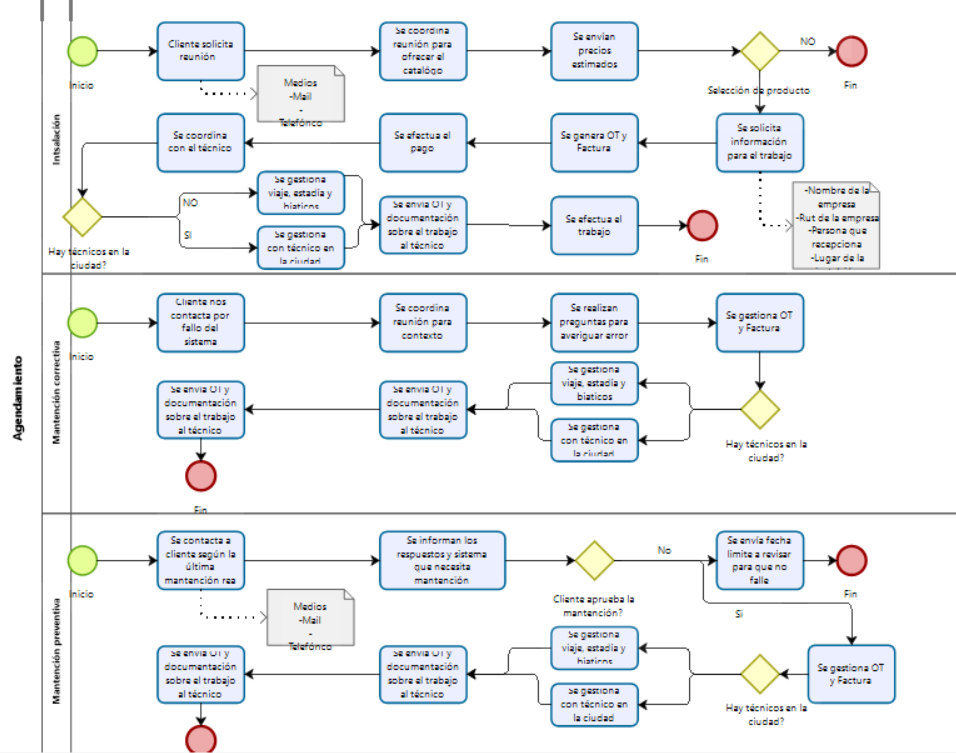 Agendamiento
Intsalación
Inicio
Cliente solicita
reunión
Medios
-Mail
-
Telefónco
Se coordina
reunión para
ofrecer el
catálogo
Se envían
precios
estimados
Selección de producto
NO
Fin
Se solicita
información
para el trabajo
-Nombre de la
empresa
-Rut de la empresa
-Persona que
recepciona
-Lugar de la
Se genera OT y
Factura
Se efectua el
pago
Se coordina
con el técnico
Hay técnicos en la
ciudad?
NO
SI
Se gestiona
viaje, estadía y
biaticos
Se gestiona
con técnico en
la ciudad
Se envía OT y
documentación
sobre el trabajo
al técnico
Se efectua el
trabajo
Fin
Mantención correctiva
Inicio
Cliente nos
contacta por
fallo del
sistema
Se coordina
reunión para
contexto
Se realizan
preguntas para
averiguar error
Se gestiona OT
y Factura
Hay técnicos en la
ciudad?
Se gestiona
viaje, estadía y
biaticos
Se gestiona
con técnico en
la ciudad
Se envía OT y
documentación
sobre el trabajo
al técnico
Se envía OT y
documentación
sobre el trabajo
al técnico
Fin
Mantención preventiva
Inicio
Se contacta a
cliente según la
última
mantención rea
Medios
-Mail
-
Telefónco
Se informan los
respuestos y sistema
que necesita
mantención
Cliente aprueba la
mantención?
No
Si
Se envía fecha
limite a revisar
para que no
falle
Fin
Se gestiona OT
y Factura
Hay técnicos en la
ciudad?
Se gestiona
viaje, estadía y
biaticos
Se gestiona
con técnico en
la ciudad
Se envía OT y
documentación
sobre el trabajo
al técnico
Se envía OT y
documentación
sobre el trabajo
al técnico